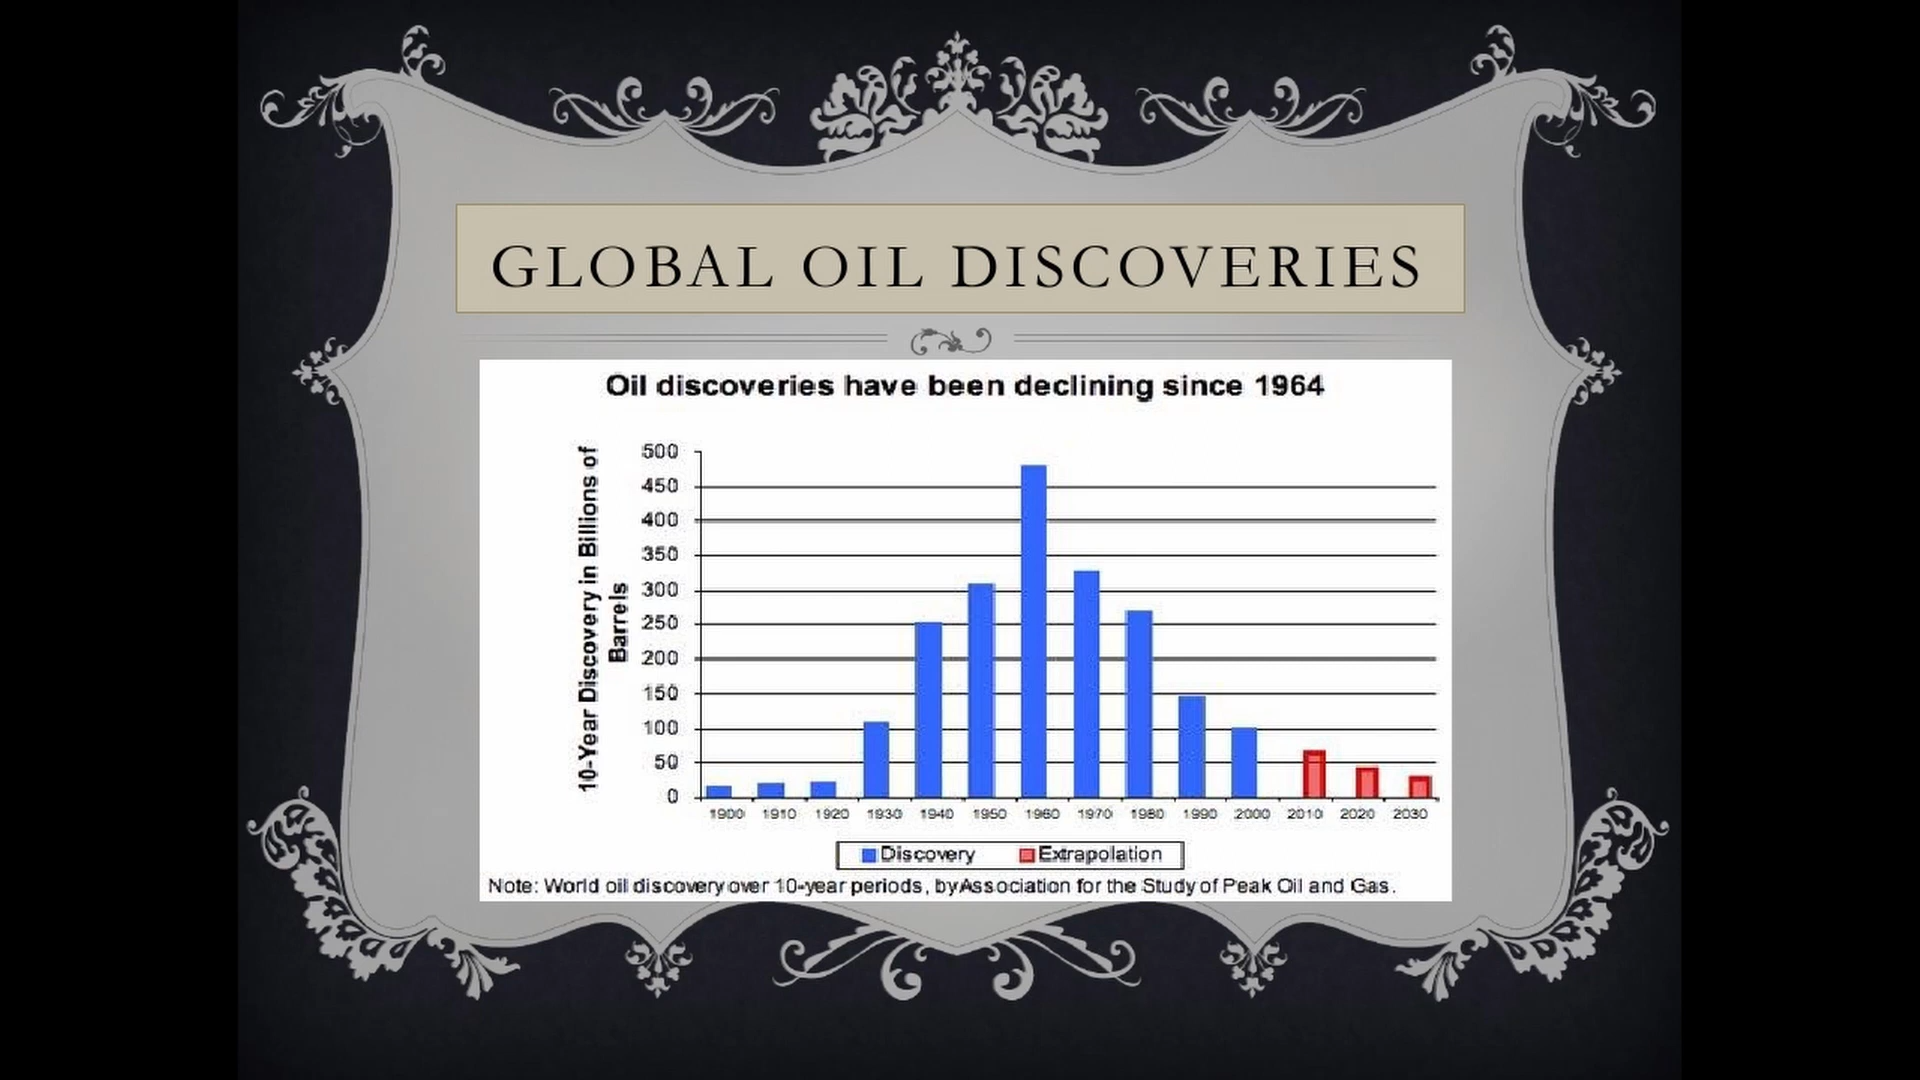 GLOBAL OIL DISCOVERIES
Oil discoveries have been declining since 1964
10-Year Discovery in Billions of
Barrels
500
450
400
350
300
250
200
150
100
50
0
1900 1910 1920 1930 1940 1950 1960 1970 1980 1990 2000 2010 2020 2030
Discovery Extrapolation
Note: World oil discovery over 10-year periods, by Association for the Study of Peak Oil and Gas.